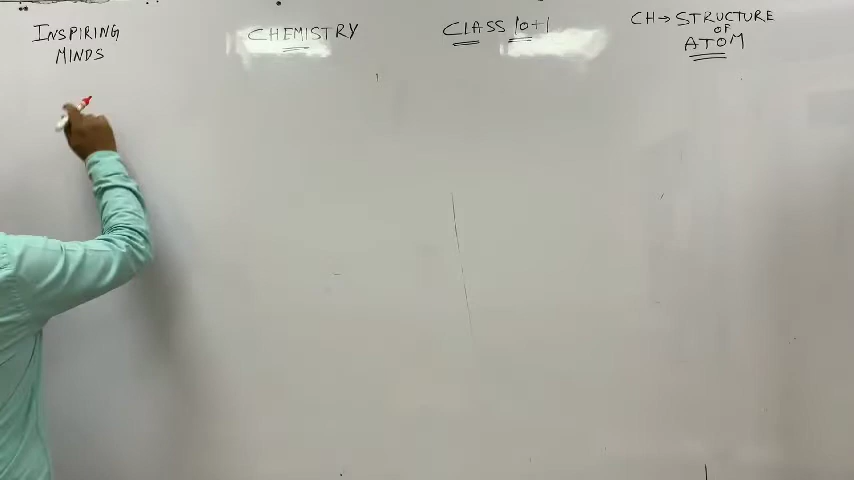 INSPIRING
MINDS
CHEMISTRY
CLASS 10+1
CH→ STRUCTURE
OF
ATOM